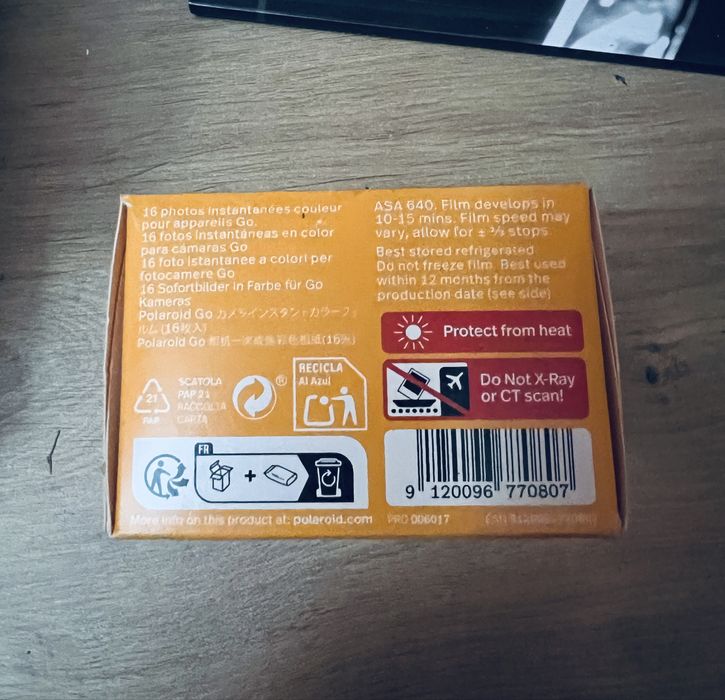 16 photos instantanées couleur
pour appareils Go.
16 fotos instantáneas en color
para cámaras Go
16 foto istantanee a colori per
fotocamere Go
16 Sofortbilder in Farbe für Go
Kameras
Polaroid Go カメラインスタントカラーフィ
ルム (16枚入)
Polaroid Go 相机一次成像彩色相纸(16张)
ASA 640. Film develops in
10-15 mins. Film speed may
vary, allow for ± ⅓ stops
Best stored refrigerated
Do not freeze film. Best used
within 12 months from the
production date (see side)
Protect from heat
Do Not X-Ray
or CT scan!
21
PAP
SCATOLA
PAP 21
RACCOLTA
CARTA
®
RECICLA
Al Azul
FR
+
9 120096 770807
More info on this product at: polaroid.com
PRD 006017